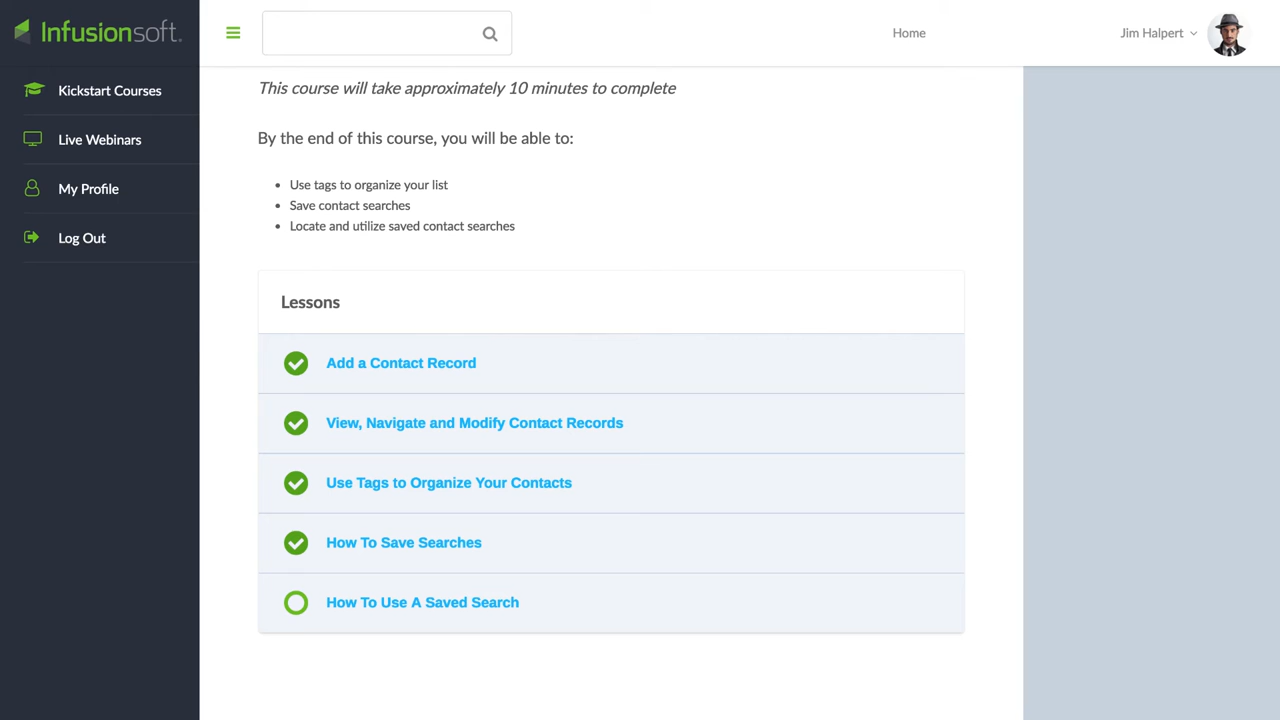 Infusionsoft.
Home
Jim Halpert
Kickstart Courses
Live Webinars
My Profile
Log Out
This course will take approximately 10 minutes to complete
By the end of this course, you will be able to:
Use tags to organize your list
Save contact searches
Locate and utilize saved contact searches
Lessons
Add a Contact Record
View, Navigate and Modify Contact Records
Use Tags to Organize Your Contacts
How To Save Searches
How To Use A Saved Search